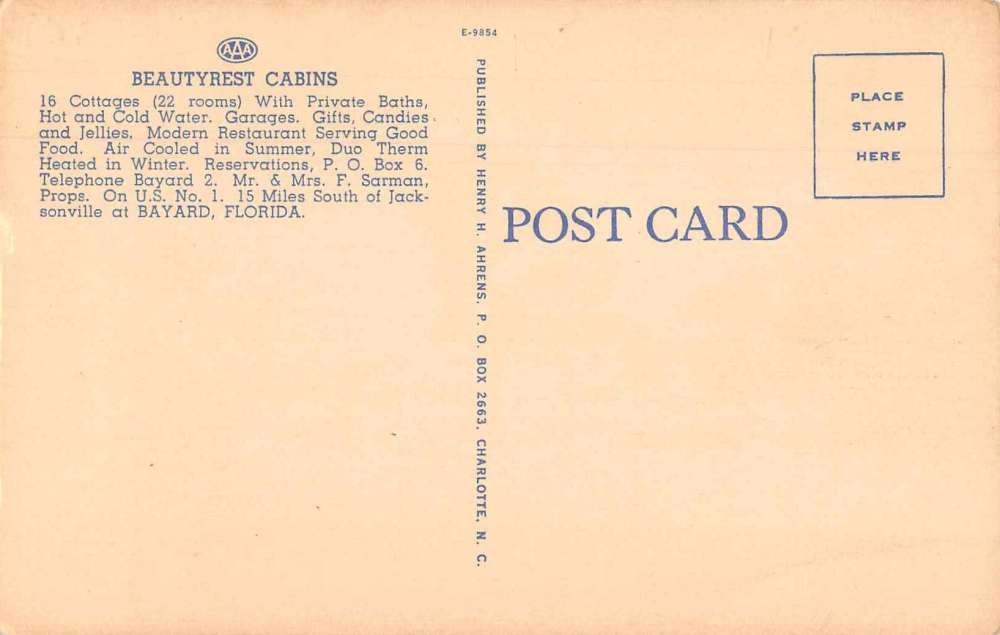 E-9854
AAA
BEAUTYREST CABINS
16 Cottages (22 rooms) With Private Baths,
Hot and Cold Water. Garages. Gifts, Candies
and Jellies. Modern Restaurant Serving Good
Food. Air Cooled in Summer, Duo Therm
Heated in Winter. Reservations, P. O. Box 6.
Telephone Bayard 2. Mr. & Mrs. F. Sarman,
Props. On U.S. No. 1. 15 Miles South of Jack-
sonville at BAYARD, FLORIDA.
PUBLISHED BY HENRY H. AHRENS, P. O. BOX 2663, CHARLOTTE, N. C.
POST CARD
PLACE
STAMP
HERE